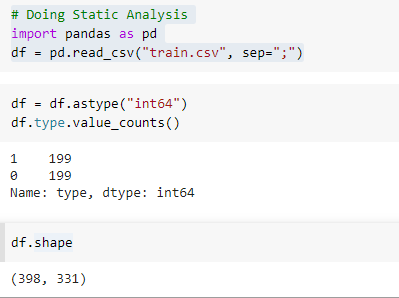 # Doing Static Analysis
import pandas as pd
df = pd.read_csv("train.csv", sep=";")
df = df.astype("int64")
df.type.value_counts()
1    199
0    199
Name: type, dtype: int64
df.shape
(398, 331)